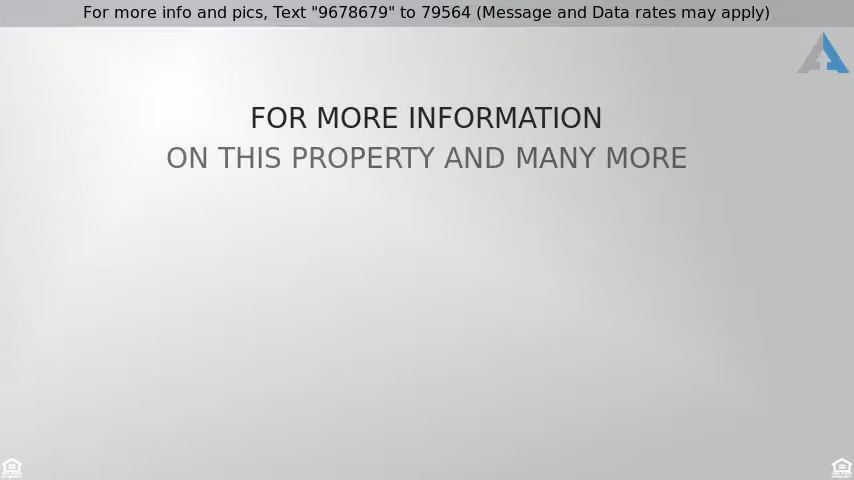 For more info and pics, Text "9678679" to 79564 (Message and Data rates may apply)
FOR MORE INFORMATION
ON THIS PROPERTY AND MANY MORE